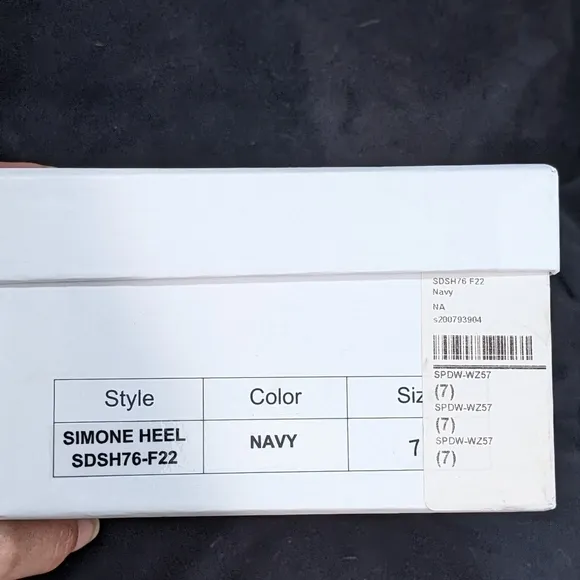 SDSH76 F22
Navy
NA
s200793904
SPDW-WZ57
(7)
SPDW-WZ57
(7)
SPDW-WZ57
(7)
Style Color Siz
SIMONE HEEL
SDSH76-F22 NAVY 7